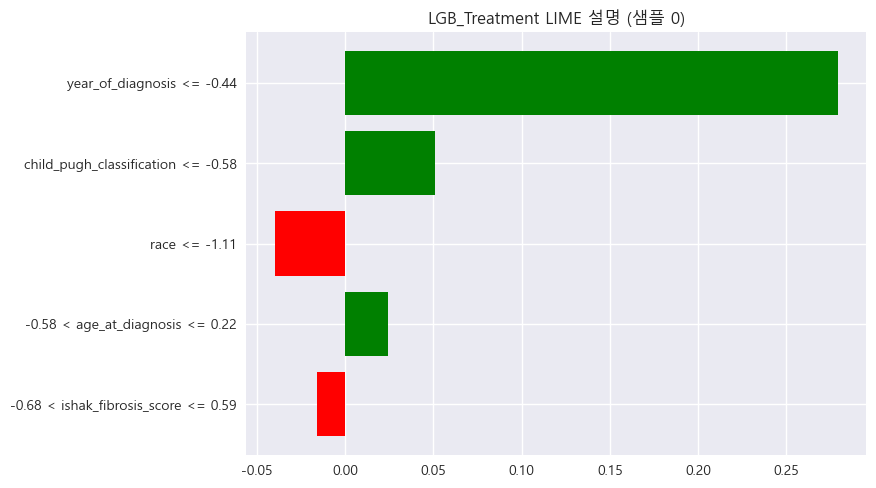 LGB_Treatment LIME 설명 (샘플 0)
year_of_diagnosis <= -0.44
child_pugh_classification <= -0.58
race <= -1.11
-0.58 < age_at_diagnosis <= 0.22
-0.68 < ishak_fibrosis_score <= 0.59
-0.05 0.00 0.05 0.10 0.15 0.20 0.25